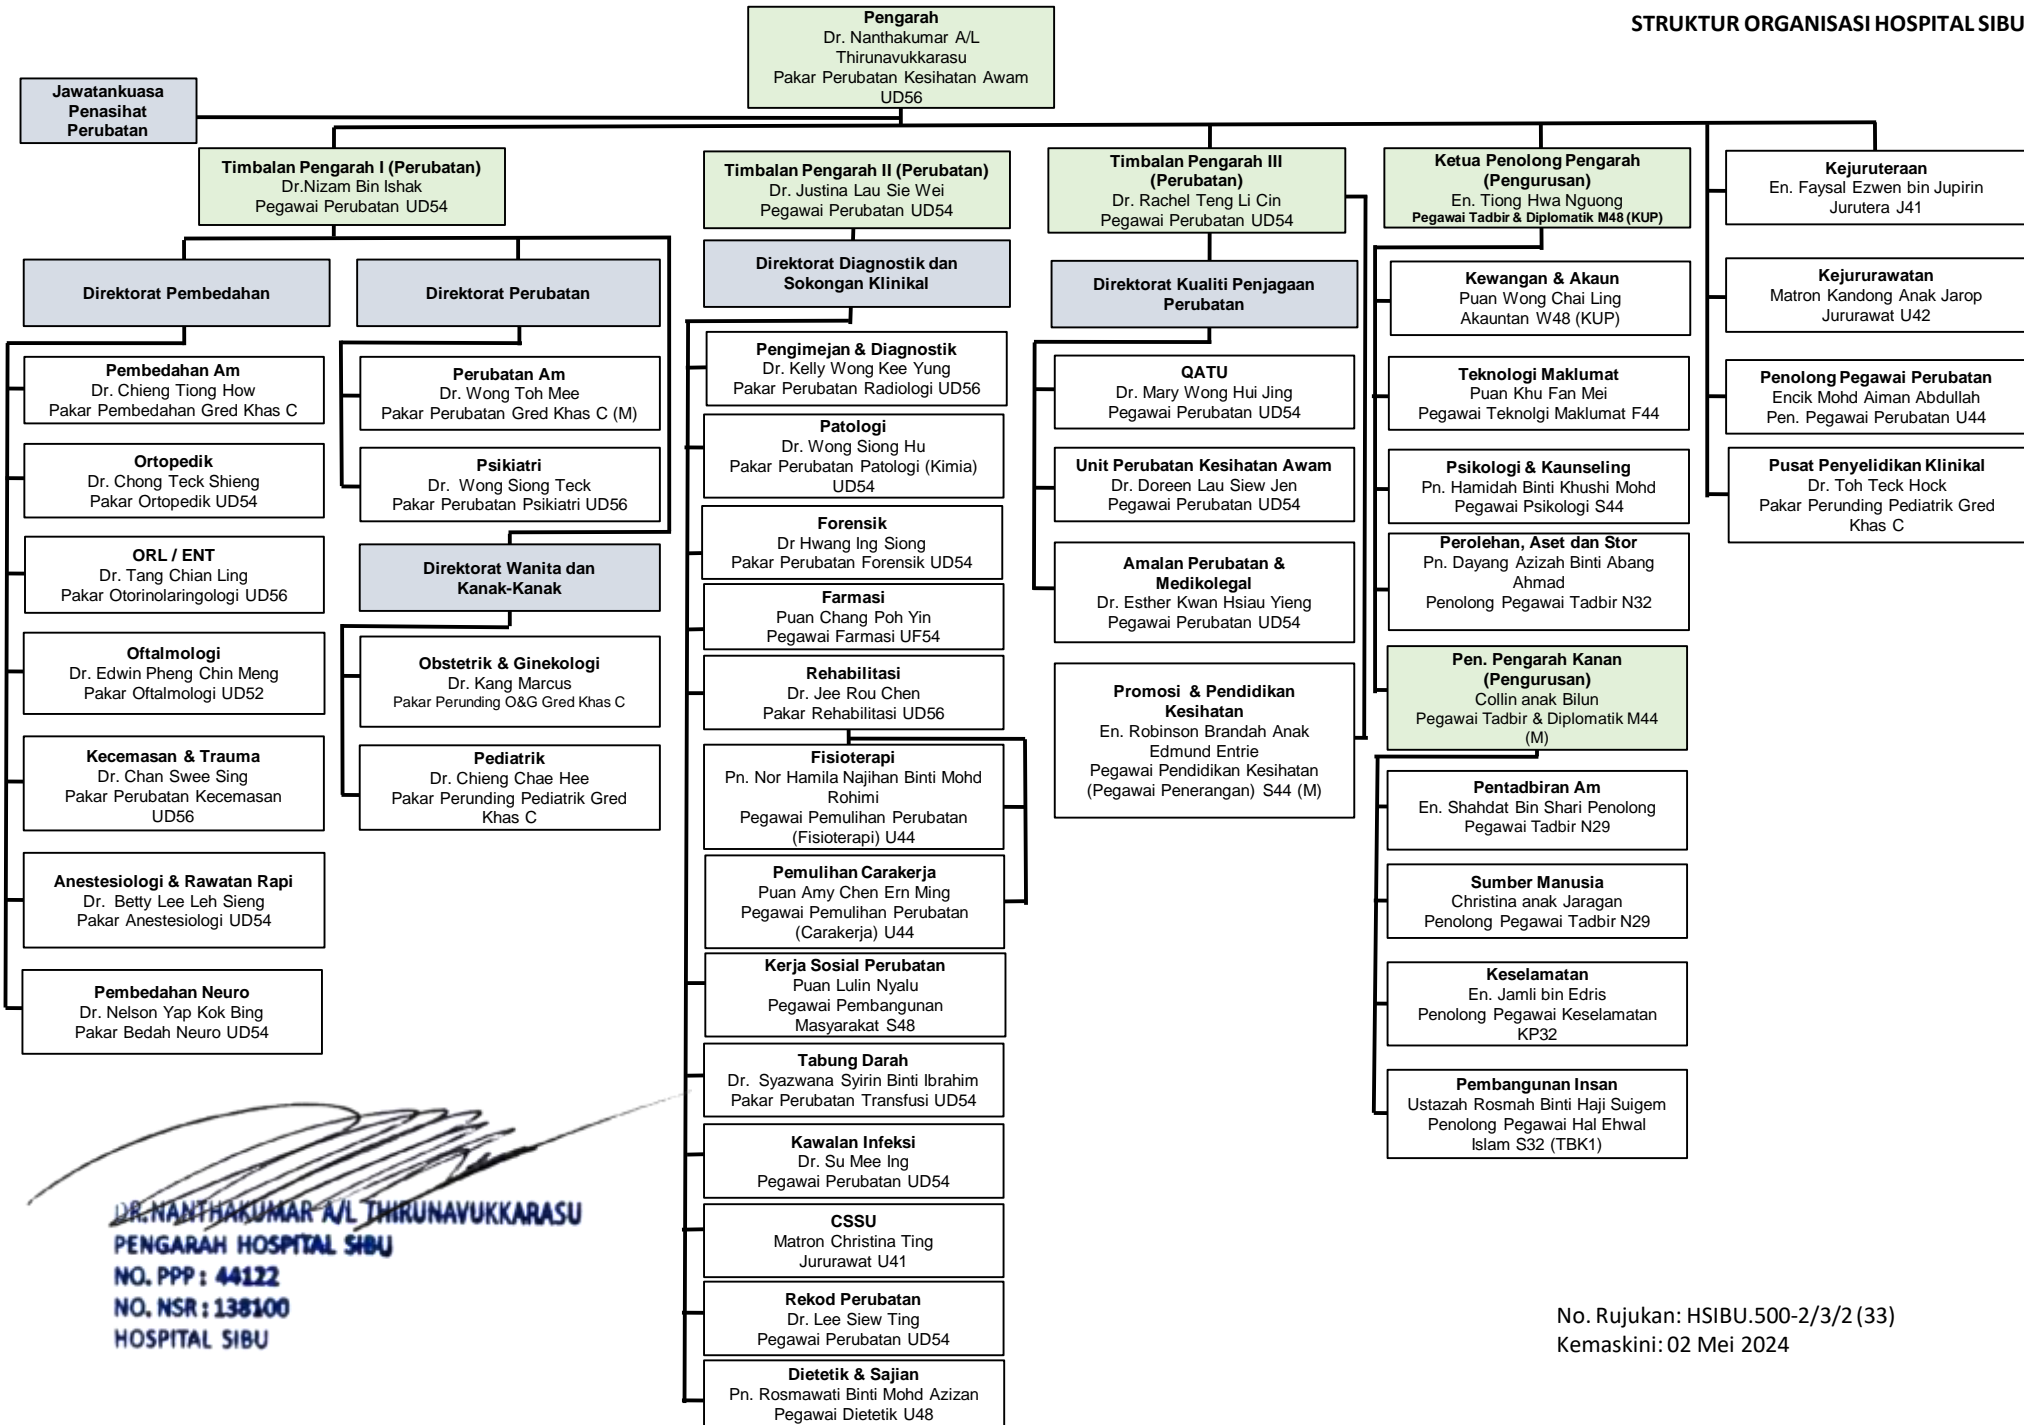 STRUKTUR ORGANISASI HOSPITAL SIBU
Pengarah
Dr. Nanthakumar A/L
Thirunavukkarasu
Pakar Perubatan Kesihatan Awam
UD56
Jawatankuasa
Penasihat
Perubatan
Timbalan Pengarah I (Perubatan)
Dr.Nizam Bin Ishak
Pegawai Perubatan UD54
Direktorat Pembedahan
Pembedahan Am
Dr. Chieng Tiong How
Pakar Pembedahan Gred Khas C
Ortopedik
Dr. Chong Teck Shieng
Pakar Ortopedik UD54
ORL / ENT
Dr. Tang Chian Ling
Pakar Otorinolaringologi UD56
Oftalmologi
Dr. Edwin Pheng Chin Meng
Pakar Oftalmologi UD52
Kecemasan & Trauma
Dr. Chan Swee Sing
Pakar Perubatan Kecemasan
UD56
Anestesiologi & Rawatan Rapi
Dr. Betty Lee Leh Sieng
Pakar Anestesiologi UD54
Pembedahan Neuro
Dr. Nelson Yap Kok Bing
Pakar Bedah Neuro UD54
Direktorat Perubatan
Perubatan Am
Dr. Wong Toh Mee
Pakar Perubatan Gred Khas C (M)
Psikiatri
Dr. Wong Siong Teck
Pakar Perubatan Psikiatri UD56
Direktorat Wanita dan
Kanak-Kanak
Obstetrik & Ginekologi
Dr. Kang Marcus
Pakar Perunding O&G Gred Khas C
Pediatrik
Dr. Chieng Chae Hee
Pakar Perunding Pediatrik Gred
Khas C
Timbalan Pengarah II (Perubatan)
Dr. Justina Lau Sie Wei
Pegawai Perubatan UD54
Direktorat Diagnostik dan
Sokongan Klinikal
Pengimejan & Diagnostik
Dr. Kelly Wong Kee Yung
Pakar Perubatan Radiologi UD56
Patologi
Dr. Wong Siong Hu
Pakar Perubatan Patologi (Kimia)
UD54
Forensik
Dr Hwang Ing Siong
Pakar Perubatan Forensik UD54
Farmasi
Puan Chang Poh Yin
Pegawai Farmasi UF54
Rehabilitasi
Dr. Jee Rou Chen
Pakar Rehabilitasi UD56
Fisioterapi
Pn. Nor Hamila Najihan Binti Mohd
Rohimi
Pegawai Pemulihan Perubatan
(Fisioterapi) U44
Pemulihan Carakerja
Puan Amy Chen Ern Ming
Pegawai Pemulihan Perubatan
(Carakerja) U44
Kerja Sosial Perubatan
Puan Lulin Nyalu
Pegawai Pembangunan
Masyarakat S48
Tabung Darah
Dr. Syazwana Syirin Binti Ibrahim
Pakar Perubatan Transfusi UD54
Kawalan Infeksi
Dr. Su Mee Ing
Pegawai Perubatan UD54
CSSU
Matron Christina Ting
Jururawat U41
Rekod Perubatan
Dr. Lee Siew Ting
Pegawai Perubatan UD54
Dietetik & Sajian
Pn. Rosmawati Binti Mohd Azizan
Pegawai Dietetik U48
Timbalan Pengarah III
(Perubatan)
Dr. Rachel Teng Li Cin
Pegawai Perubatan UD54
Direktorat Kualiti Penjagaan
Perubatan
QATU
Dr. Mary Wong Hui Jing
Pegawai Perubatan UD54
Unit Perubatan Kesihatan Awam
Dr. Doreen Lau Siew Jen
Pegawai Perubatan UD54
Amalan Perubatan &
Medikolegal
Dr. Esther Kwan Hsiau Yieng
Pegawai Perubatan UD54
Promosi & Pendidikan
Kesihatan
En. Robinson Brandah Anak
Edmund Entrie
Pegawai Pendidikan Kesihatan
(Pegawai Penerangan) S44 (M)
Ketua Penolong Pengarah
(Pengurusan)
En. Tiong Hwa Nguong
Pegawai Tadbir & Diplomatik M48 (KUP)
Kewangan & Akaun
Puan Wong Chai Ling
Akauntan W48 (KUP)
Teknologi Maklumat
Puan Khu Fan Mei
Pegawai Teknolgi Maklumat F44
Psikologi & Kaunseling
Pn. Hamidah Binti Khushi Mohd
Pegawai Psikologi S44
Perolehan, Aset dan Stor
Pn. Dayang Azizah Binti Abang
Ahmad
Penolong Pegawai Tadbir N32
Pen. Pengarah Kanan
(Pengurusan)
Collin anak Bilun
Pegawai Tadbir & Diplomatik M44
(M)
Pentadbiran Am
En. Shahdat Bin Shari Penolong
Pegawai Tadbir N29
Sumber Manusia
Christina anak Jaragan
Penolong Pegawai Tadbir N29
Keselamatan
En. Jamli bin Edris
Penolong Pegawai Keselamatan
KP32
Pembangunan Insan
Ustazah Rosmah Binti Haji Suigem
Penolong Pegawai Hal Ehwal
Islam S32 (TBK1)
Kejuruteraan
En. Faysal Ezwen bin Jupirin
Jurutera J41
Kejururawatan
Matron Kandong Anak Jarop
Jururawat U42
Penolong Pegawai Perubatan
Encik Mohd Aiman Abdullah
Pen. Pegawai Perubatan U44
Pusat Penyelidikan Klinikal
Dr. Toh Teck Hock
Pakar Perunding Pediatrik Gred
Khas C
DR. NANTHAKUMAR A/L THIRUNAVUKKARASU
PENGARAH HOSPITAL SIBU
NO. PPP : 44122
NO. NSR : 138100
HOSPITAL SIBU
No. Rujukan: HSIBU.500-2/3/2 (33)
Kemaskini: 02 Mei 2024